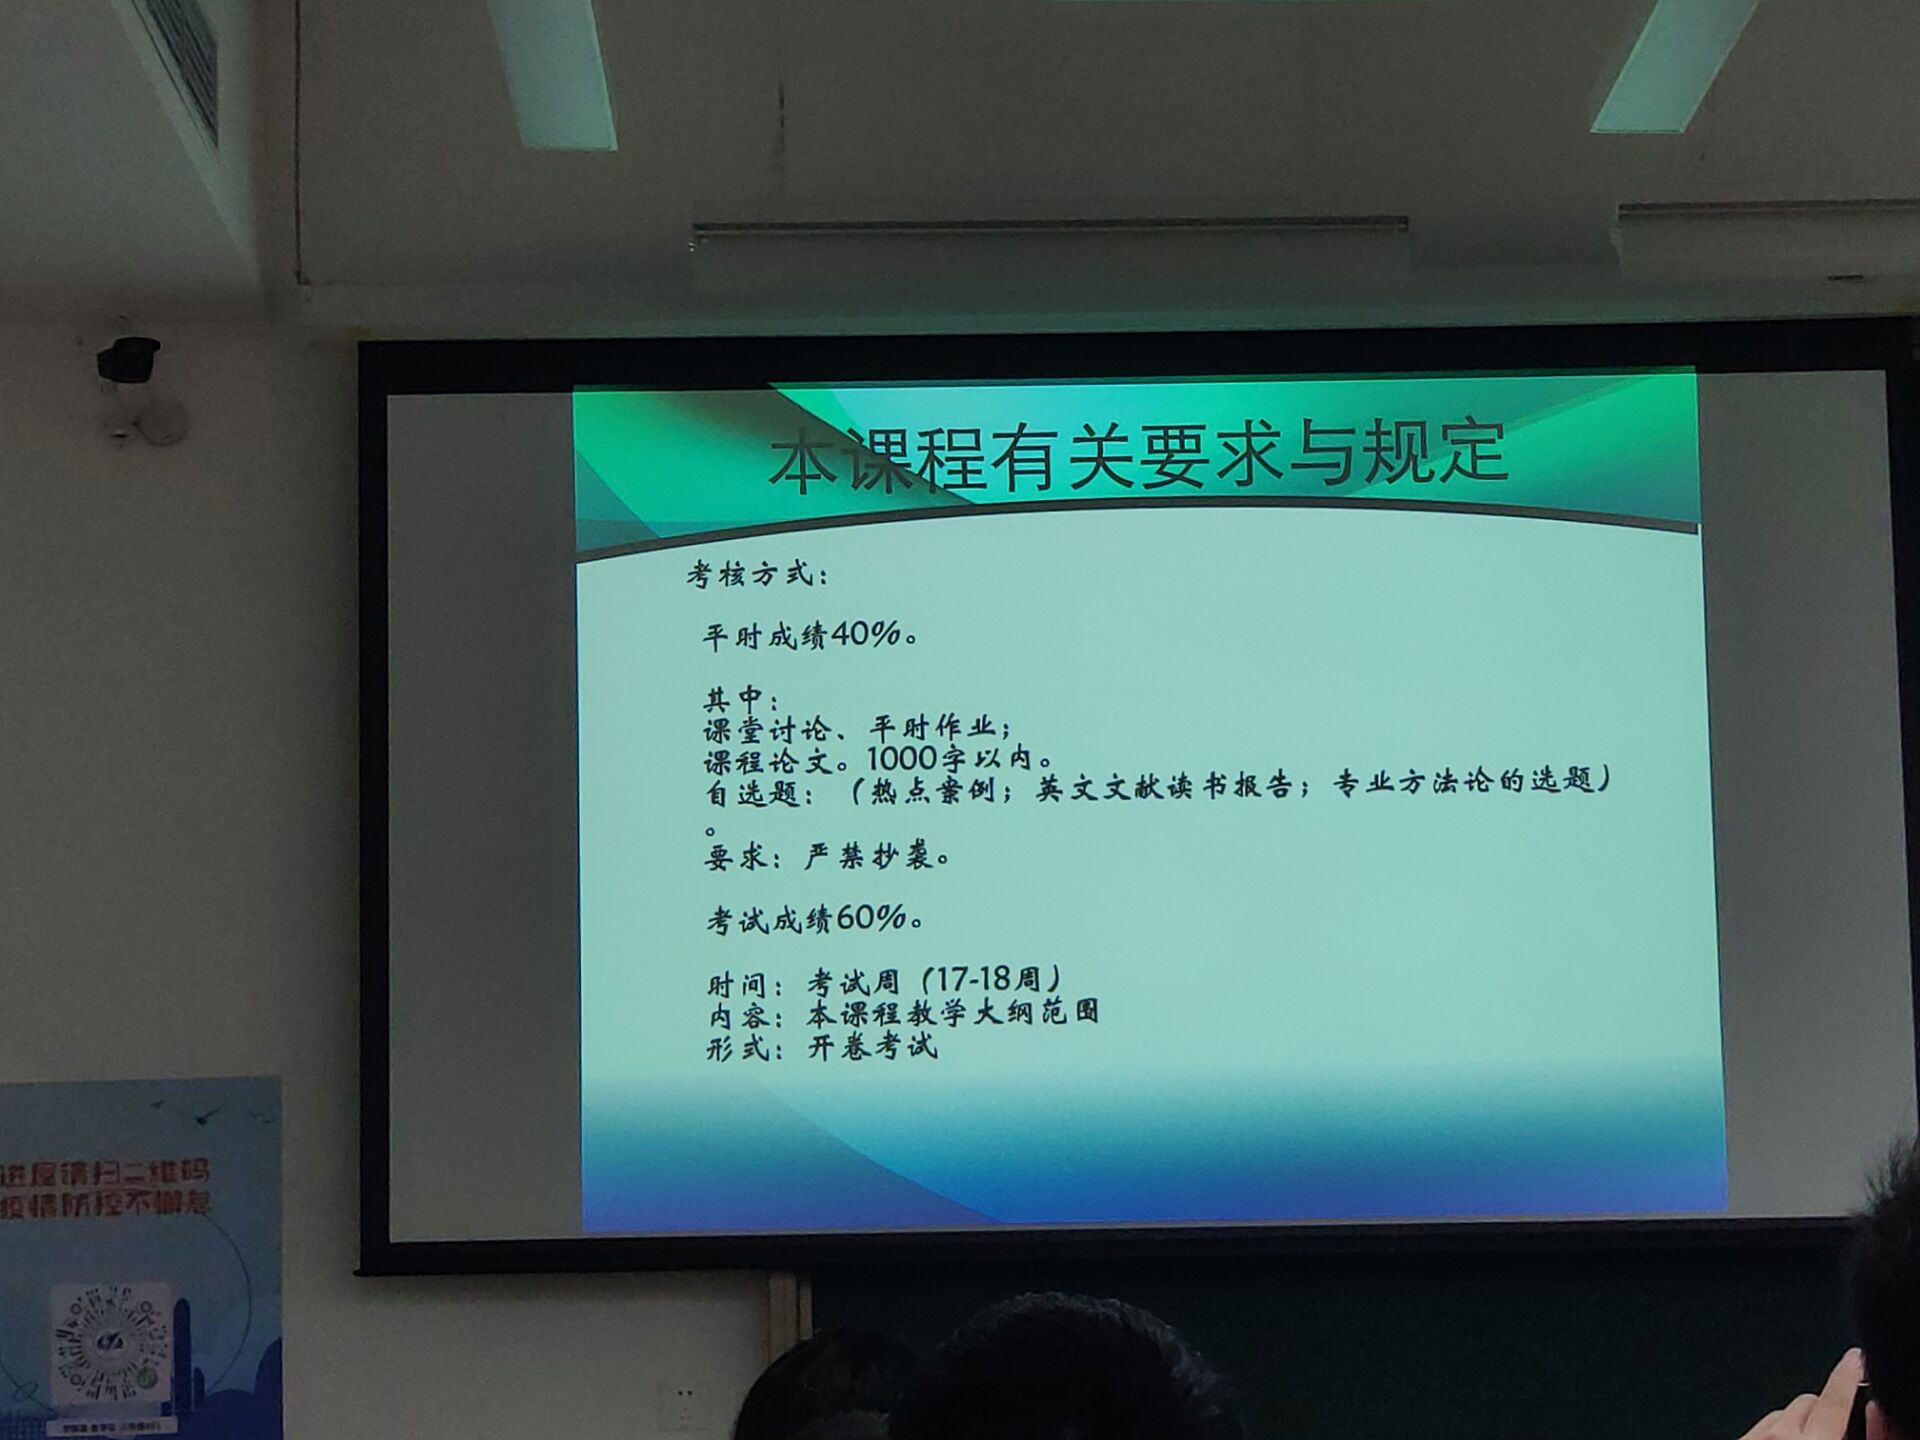 本课程有关要求与规定
考核方式：
平时成绩40%。
其中：
课堂讨论、平时作业；
课程论文。1000字以内。
自选题：（热点案例；英文文献读书报告；专业方法论的选题）
。
要求：严禁抄袭。
考试成绩60%。
时间：考试周（17-18周）
内容：本课程教学大纲范围
形式：开卷考试
进屋请扫二维码
疫情防控不懈怠